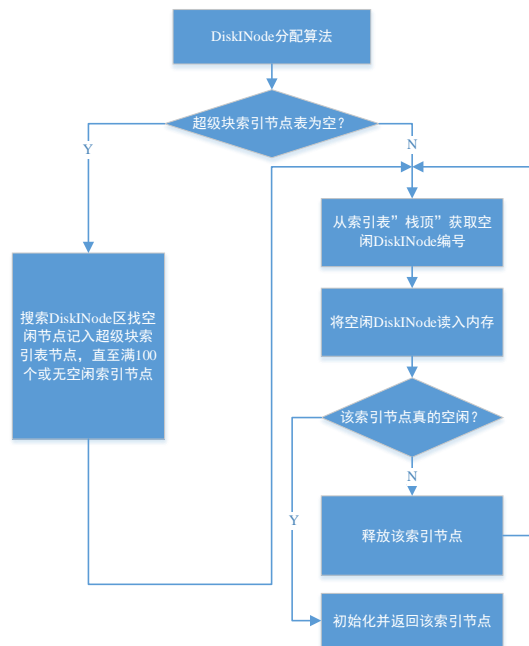 DiskINode分配算法
超级块索引节点表为空？
Y
N
从索引表”栈顶”获取空
闲DiskINode编号
搜索DiskINode区找空
闲节点记入超级块索
引表节点，直至满100
个或无空闲索引节点
将空闲DiskINode读入内存
该索引节点真的空闲？
N
Y
释放该索引节点
初始化并返回该索引节点